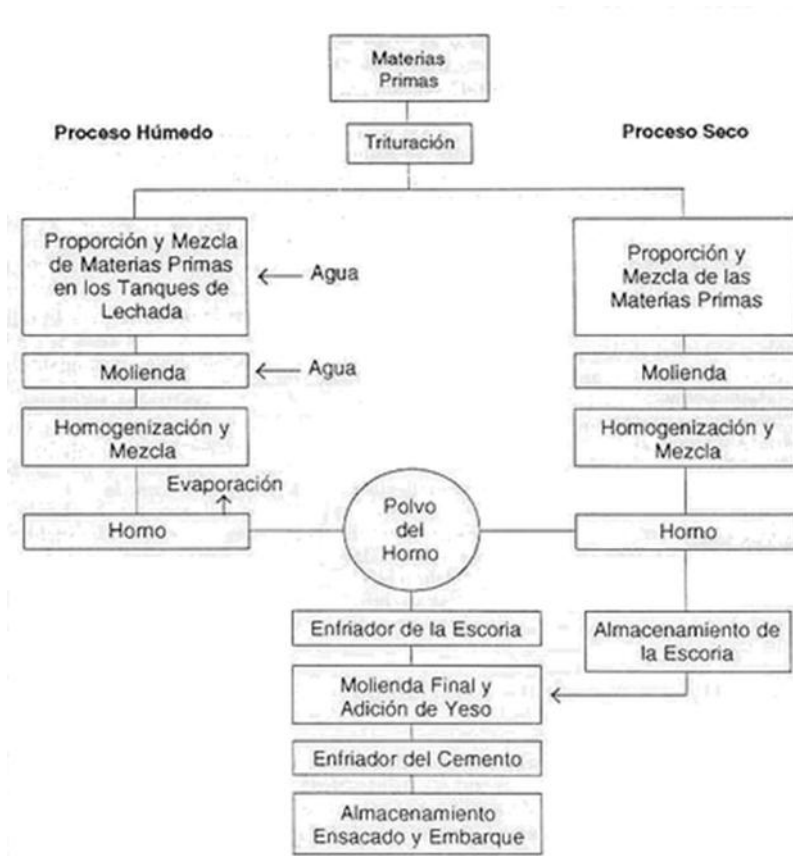 Materias
Primas
Proceso Húmedo
Proceso Seco
Trituración
Proporción y Mezcla
de Materias Primas
en los Tanques de
Lechada
Agua
Proporción y
Mezcla de las
Materias Primas
Molienda
Agua
Molienda
Homogenización y
Mezcla
Homogenización y
Mezcla
Evaporación
Horno
Polvo
del
Horno
Horno
Enfriador de la Escoria
Almacenamiento de
la Escoria
Molienda Final y
Adición de Yeso
Enfriador del Cemento
Almacenamiento
Ensacado y Embarque